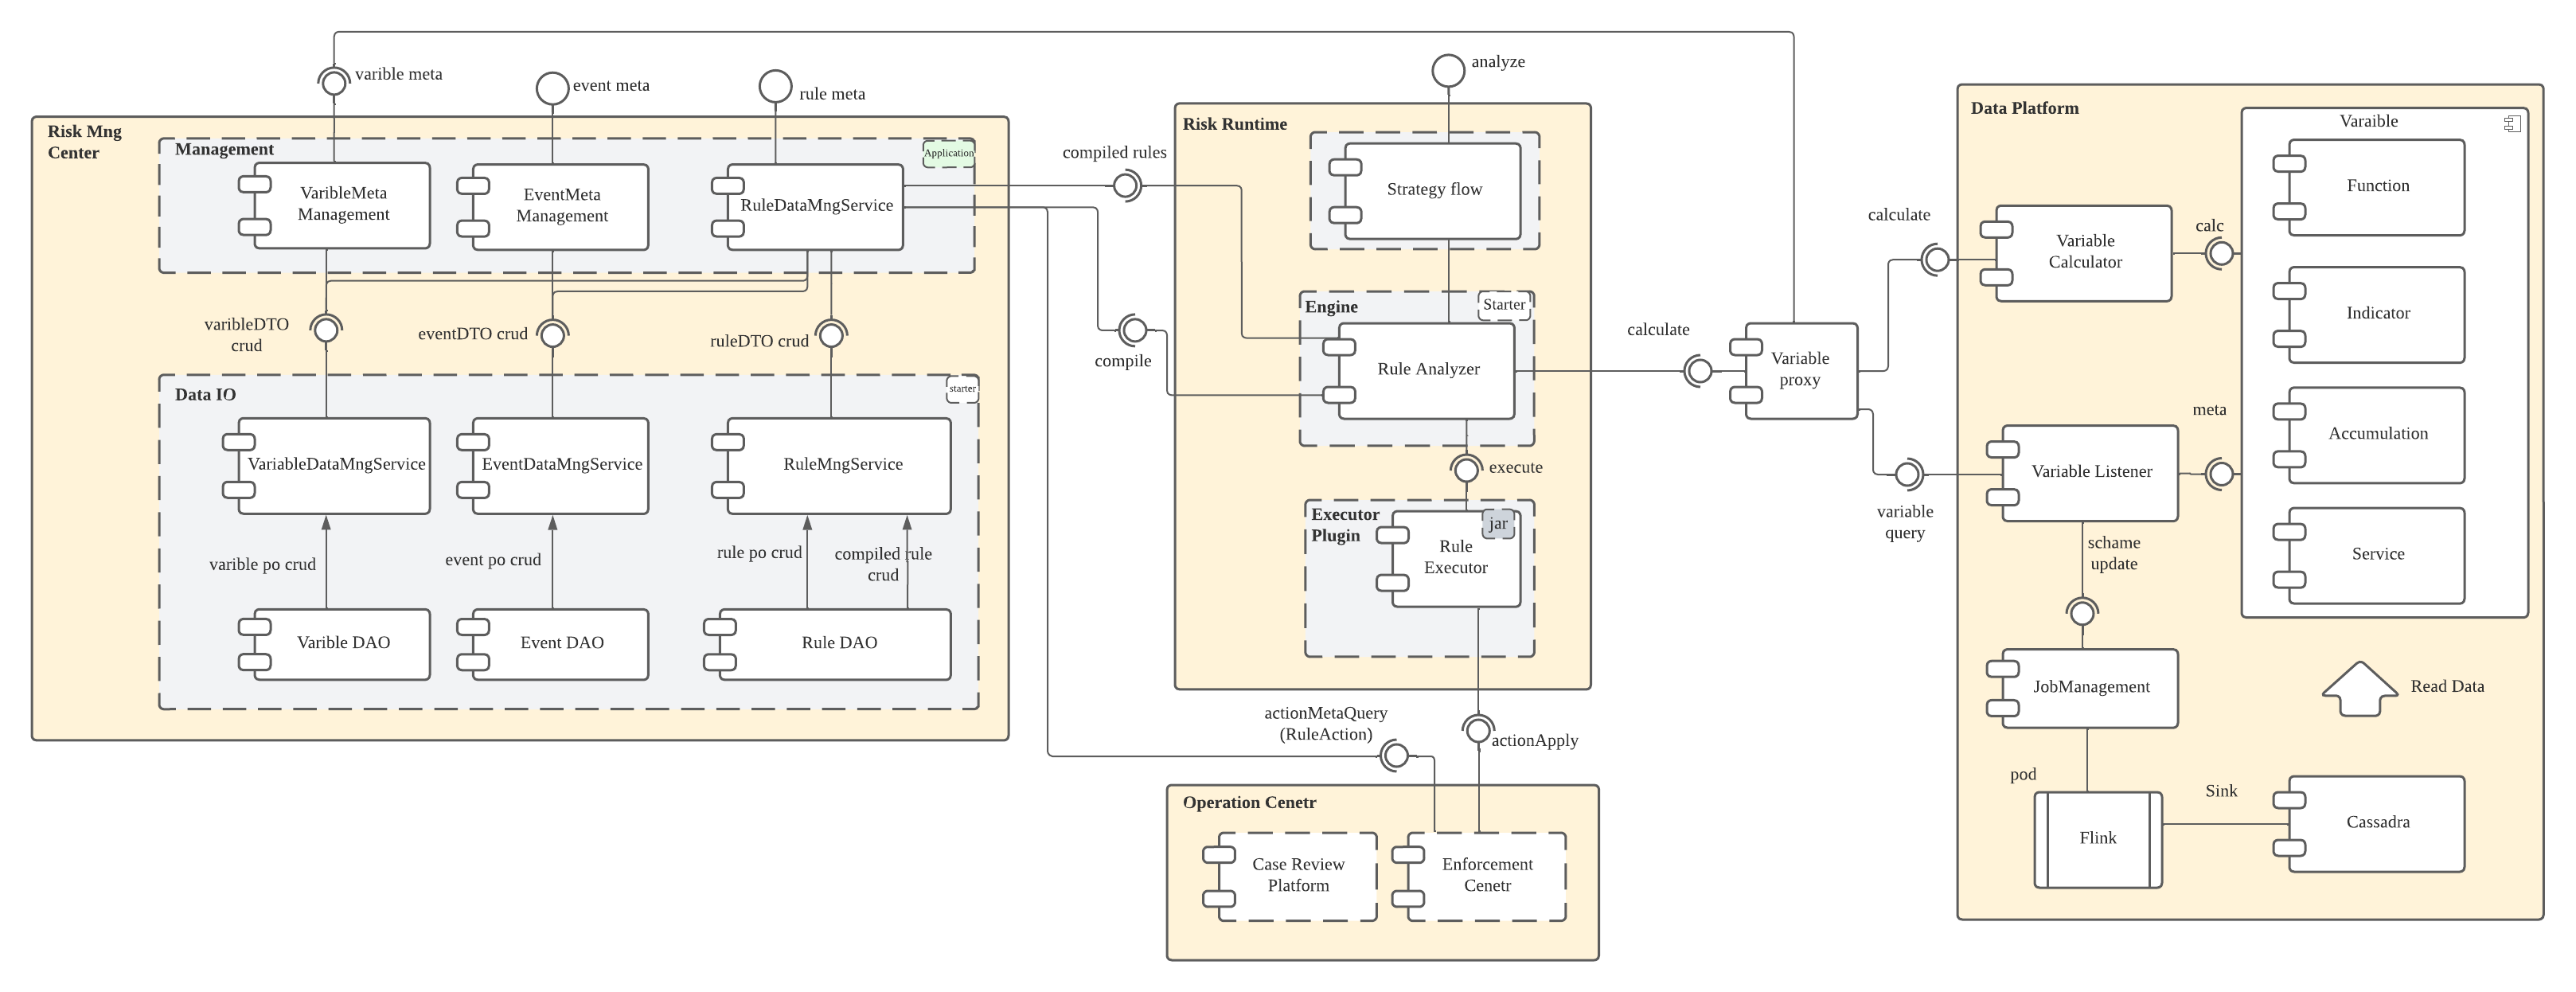 varible meta
event meta
rule meta
analyze
Risk Mng
Center
Management
Application
VaribleMeta
Management
EventMeta
Management
RuleDataMngService
varibleDTO
crud
eventDTO crud
ruleDTO crud
Data IO
starter
VariableDataMngService
EventDataMngService
RuleMngService
varible po crud
event po crud
rule po crud
compiled rule
crud
Varible DAO
Event DAO
Rule DAO
compiled rules
compile
Risk Runtime
Strategy flow
Engine
Starter
Rule Analyzer
execute
Executor
Plugin
jar
Rule
Executor
actionMetaQuery
(RuleAction)
actionApply
Operation Cenetr
Case Review
Platform
Enforcement
Cenetr
calculate
Variable
proxy
calculate
variable
query
Data Platform
Variable
Calculator
calc
Varaible
Function
Indicator
Accumulation
Service
Variable Listener
meta
schame
update
JobManagement
Read Data
pod
Flink
Sink
Cassadra